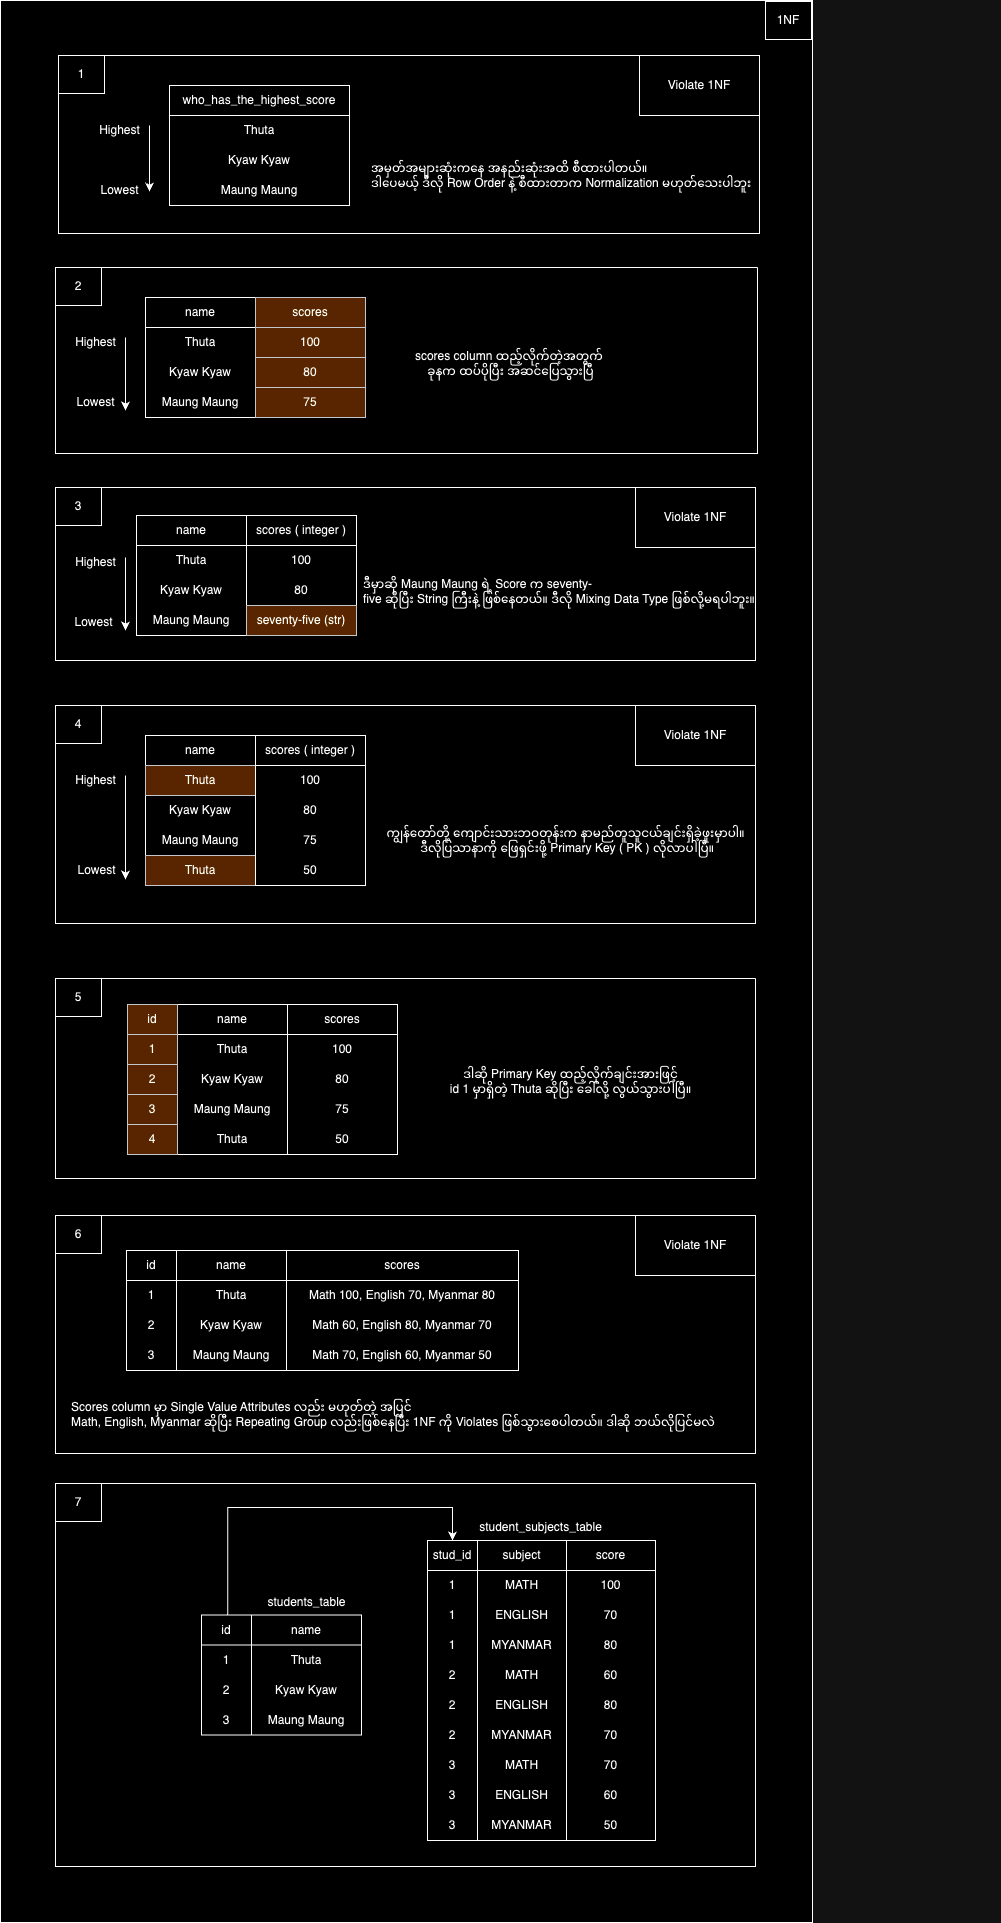 1NF
1
Violate 1NF
who_has_the_highest_score
Highest
Thuta
Kyaw Kyaw
Lowest
Maung Maung
အမှတ်အများဆုံးကနေ အနည်းဆုံးအထိ စီထားပါတယ်။
ဒါပေမယ့် ဒီလို Row Order နဲ့ စီထားတာက Normalization မဟုတ်သေးပါဘူး
2
name scores
Highest
Thuta 100
Kyaw Kyaw 80
Lowest
Maung Maung 75
scores column ထည့်လိုက်တဲ့အတွက်
ခုနက ထပ်ပိုပြီး အဆင်ပြေသွားပြီ
3
Violate 1NF
name scores ( integer )
Highest
Thuta 100
Kyaw Kyaw 80
Lowest
Maung Maung seventy-five (str)
ဒီမှာဆို Maung Maung ရဲ့ Score က seventy-
five ဆိုပြီး String ကြီးနဲ့ ဖြစ်နေတယ်။ ဒီလို Mixing Data Type ဖြစ်လို့မရပါဘူး။
4
Violate 1NF
name scores ( integer )
Highest
Thuta 100
Kyaw Kyaw 80
Maung Maung 75
Lowest
Thuta 50
ကျွန်တော်တို့ ကျောင်းသားဘဝတုန်းက နာမည်တူသူငယ်ချင်းရှိခဲ့ဖူးမှာပါ။
ဒီလိုပြသာနာကို ဖြေရှင်းဖို့ Primary Key ( PK ) လိုလာပါပြီ။
5
id name scores
1 Thuta 100
2 Kyaw Kyaw 80
3 Maung Maung 75
4 Thuta 50
ဒါဆို Primary Key ထည့်လိုက်ချင်းအားဖြင့်
id 1 မှာရှိတဲ့ Thuta ဆိုပြီး ခေါ်လို့ လွယ်သွားပါပြီ။
6
Violate 1NF
id name scores
1 Thuta Math 100, English 70, Myanmar 80
2 Kyaw Kyaw Math 60, English 80, Myanmar 70
3 Maung Maung Math 70, English 60, Myanmar 50
Scores column မှာ Single Value Attributes လည်း မဟုတ်တဲ့ အပြင်
Math, English, Myanmar ဆိုပြီး Repeating Group လည်းဖြစ်နေပြီး 1NF ကို Violates ဖြစ်သွားစေပါတယ်။ ဒါဆို ဘယ်လိုပြင်မလဲ
7
students_table
id name
1 Thuta
2 Kyaw Kyaw
3 Maung Maung
student_subjects_table
stud_id subject score
1 MATH 100
1 ENGLISH 70
1 MYANMAR 80
2 MATH 60
2 ENGLISH 80
2 MYANMAR 70
3 MATH 70
3 ENGLISH 60
3 MYANMAR 50